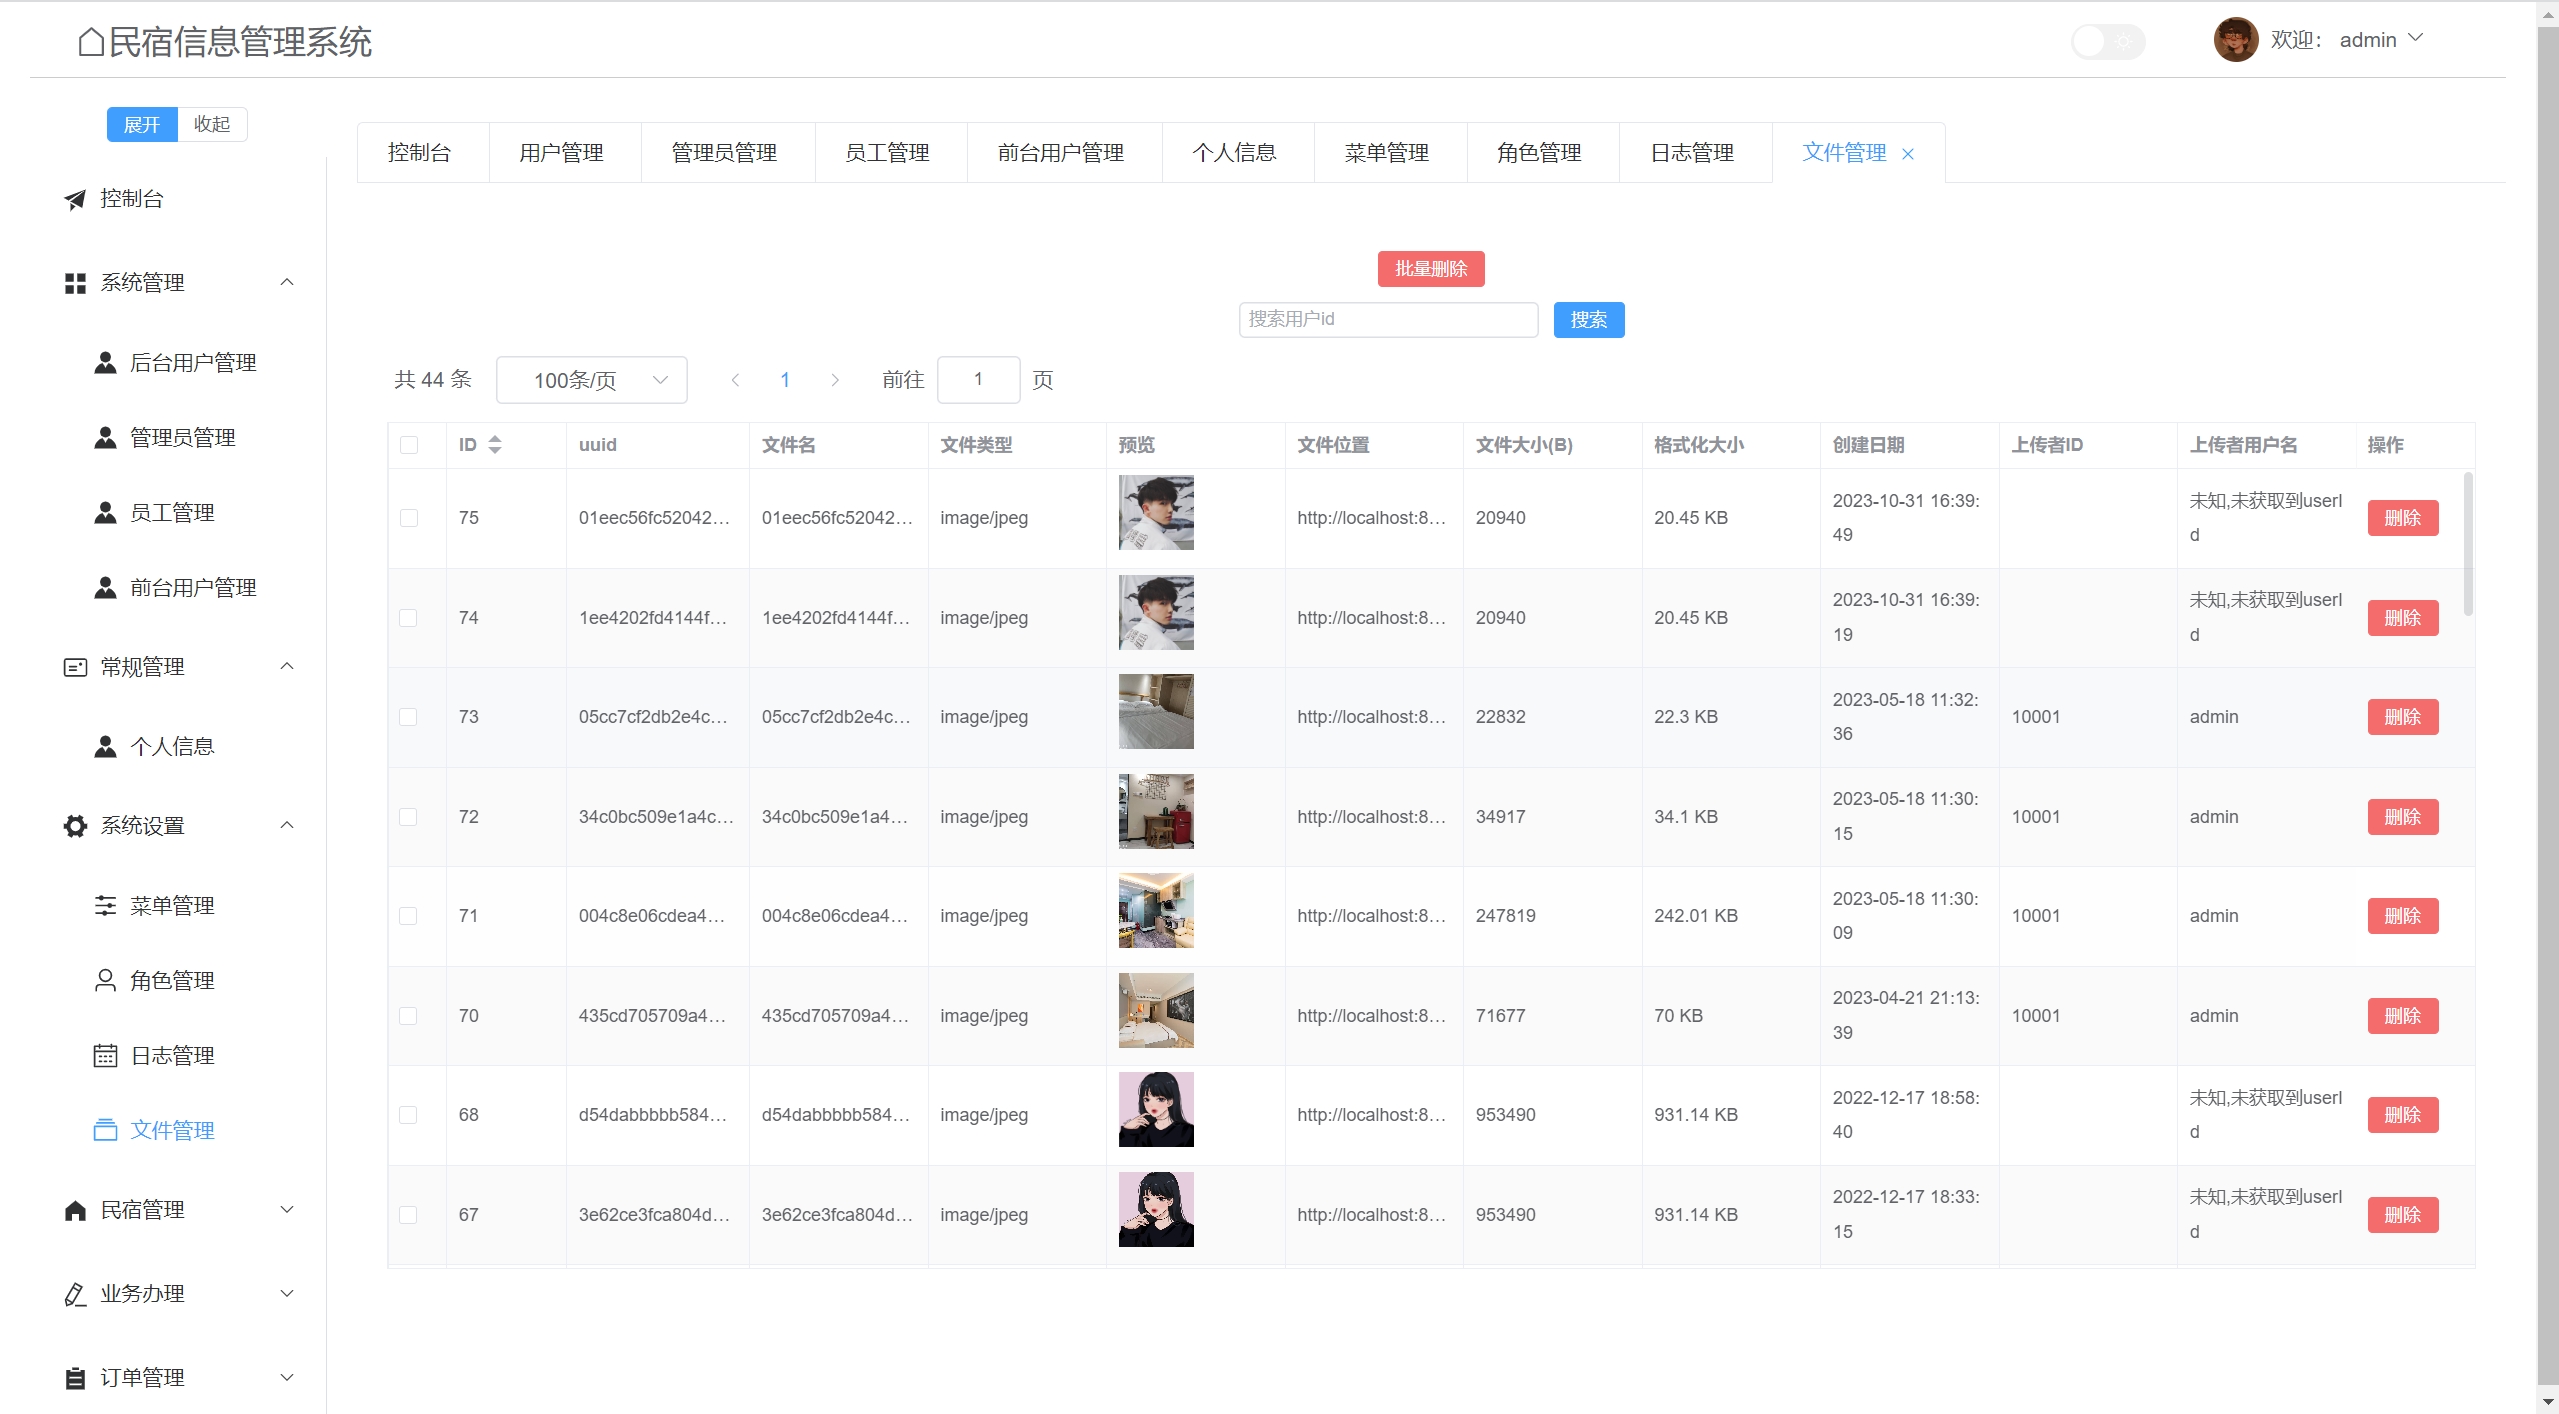 民宿信息管理系统
欢迎： admin
展开 收起
控制台 用户管理 管理员管理 员工管理 前台用户管理 个人信息 菜单管理 角色管理 日志管理 文件管理
控制台
系统管理
后台用户管理
管理员管理
员工管理
前台用户管理
常规管理
个人信息
系统设置
菜单管理
角色管理
日志管理
文件管理
民宿管理
业务办理
订单管理
批量删除
搜索用户id 搜索
共 44 条 100条/页 1 前往 1 页
ID uuid 文件名 文件类型 预览 文件位置 文件大小(B) 格式化大小 创建日期 上传者ID 上传者用户名 操作
75 01eec56fc52042… 01eec56fc52042… image/jpeg http://localhost:8… 20940 20.45 KB 2023-10-31 16:39: 未知,未获取到userI 删除
49 d
74 1ee4202fd4144f… 1ee4202fd4144f… image/jpeg http://localhost:8… 20940 20.45 KB 2023-10-31 16:39: 未知,未获取到userI 删除
19 d
73 05cc7cf2db2e4c… 05cc7cf2db2e4c… image/jpeg http://localhost:8… 22832 22.3 KB 2023-05-18 11:32: 10001 admin 删除
36
72 34c0bc509e1a4c… 34c0bc509e1a4… image/jpeg http://localhost:8… 34917 34.1 KB 2023-05-18 11:30: 10001 admin 删除
15
71 004c8e06cdea4… 004c8e06cdea4… image/jpeg http://localhost:8… 247819 242.01 KB 2023-05-18 11:30: 10001 admin 删除
09
70 435cd705709a4… 435cd705709a4… image/jpeg http://localhost:8… 71677 70 KB 2023-04-21 21:13: 10001 admin 删除
39
68 d54dabbbbb584… d54dabbbbb584… image/jpeg http://localhost:8… 953490 931.14 KB 2022-12-17 18:58: 未知,未获取到userI 删除
40 d
67 3e62ce3fca804d… 3e62ce3fca804d… image/jpeg http://localhost:8… 953490 931.14 KB 2022-12-17 18:33: 未知,未获取到userI 删除
15 d